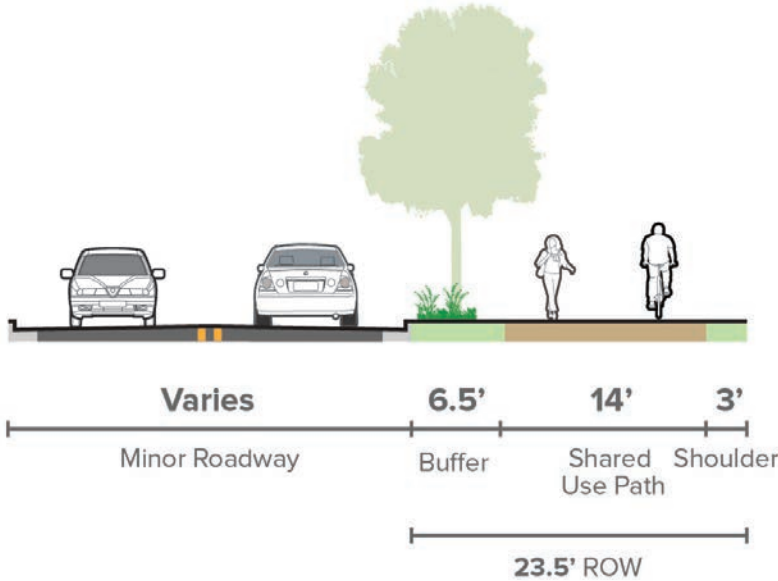 Varies 6.5’ 14’ 3’
Minor Roadway Buffer Shared Shoulder
Use Path
23.5’ ROW